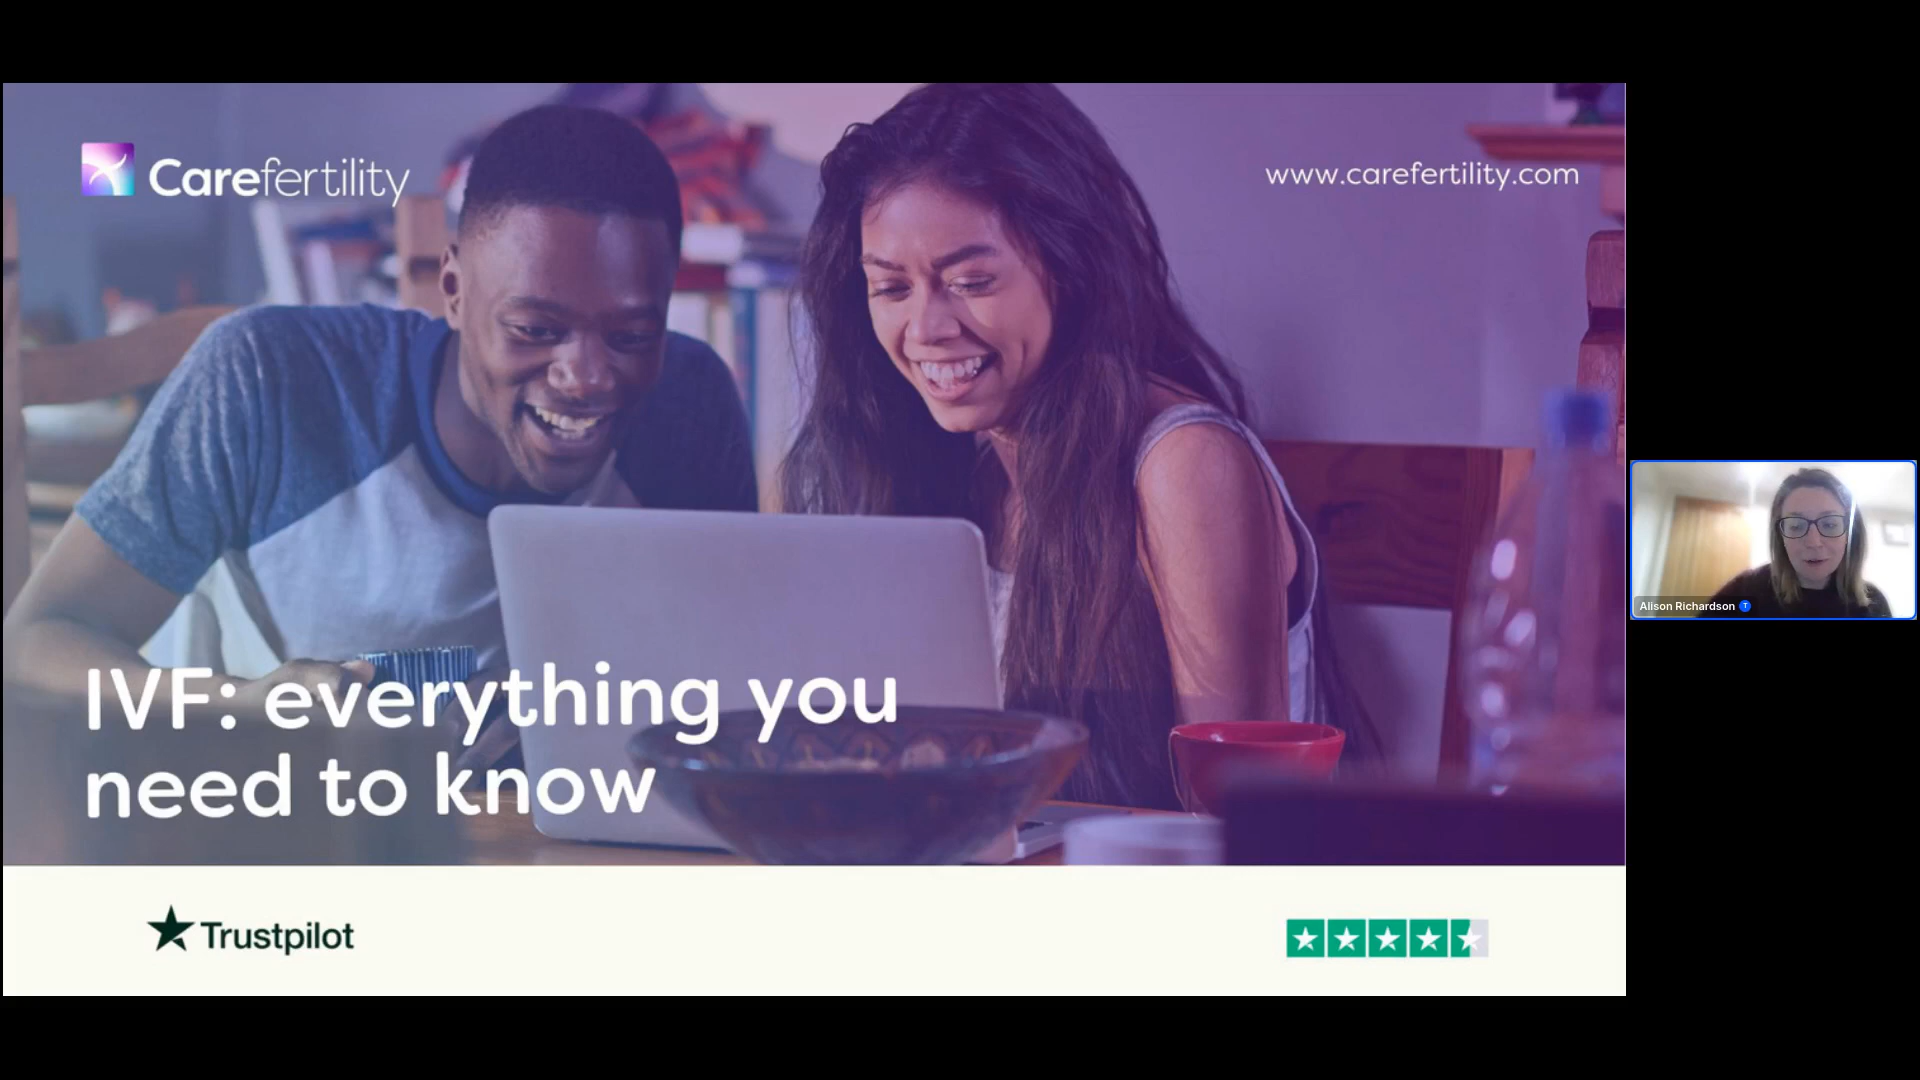 Carefertility
www.carefertility.com
IVF: everything you
need to know
Trustpilot
Alison Richardson
T